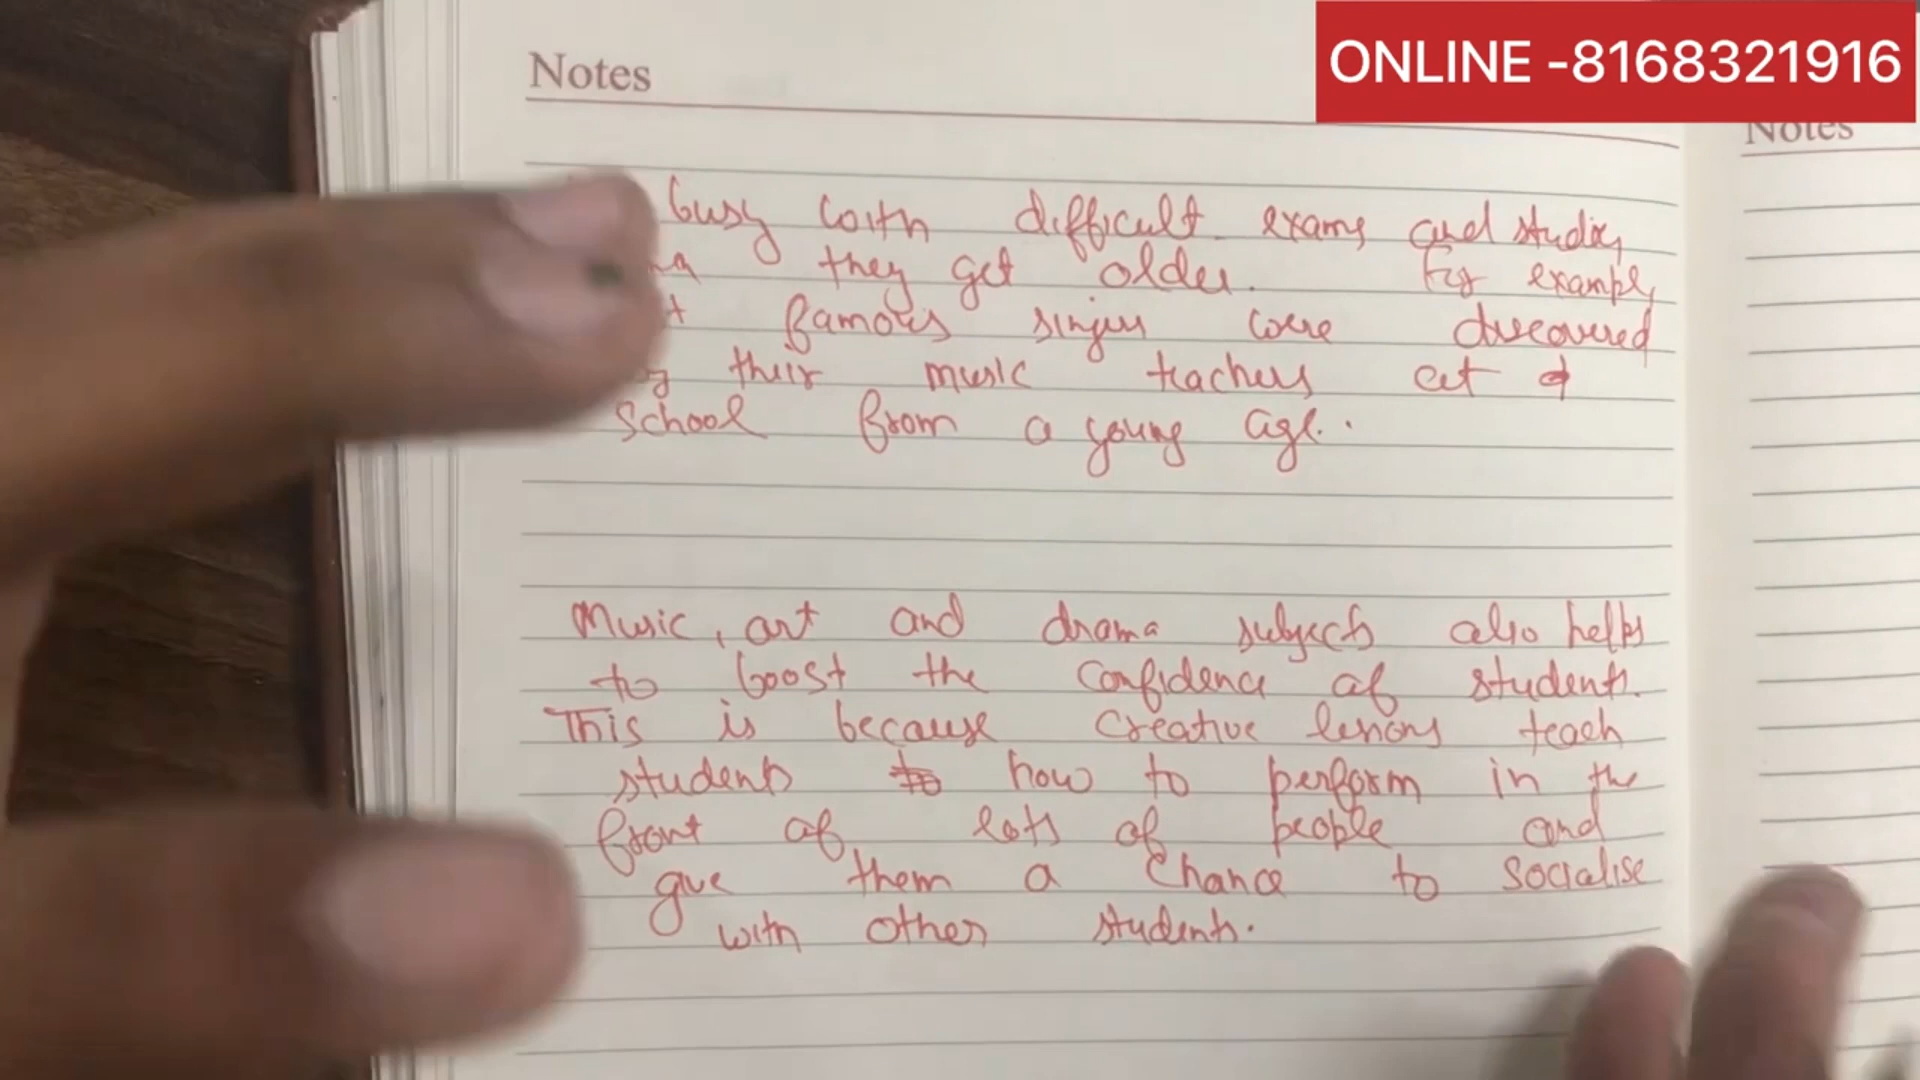 Notes
ONLINE -8168321916
Notes
busy with difficult exams and studies
they get older. For example,
famous singers were discovered
their music teachers at
school from a young age.
Music, art and drama subjects also helps
to boost the confidence of students.
This is because creative lessons teach
students to how to perform in the
front of lots of people and
give them a chance to socialise
with other students.